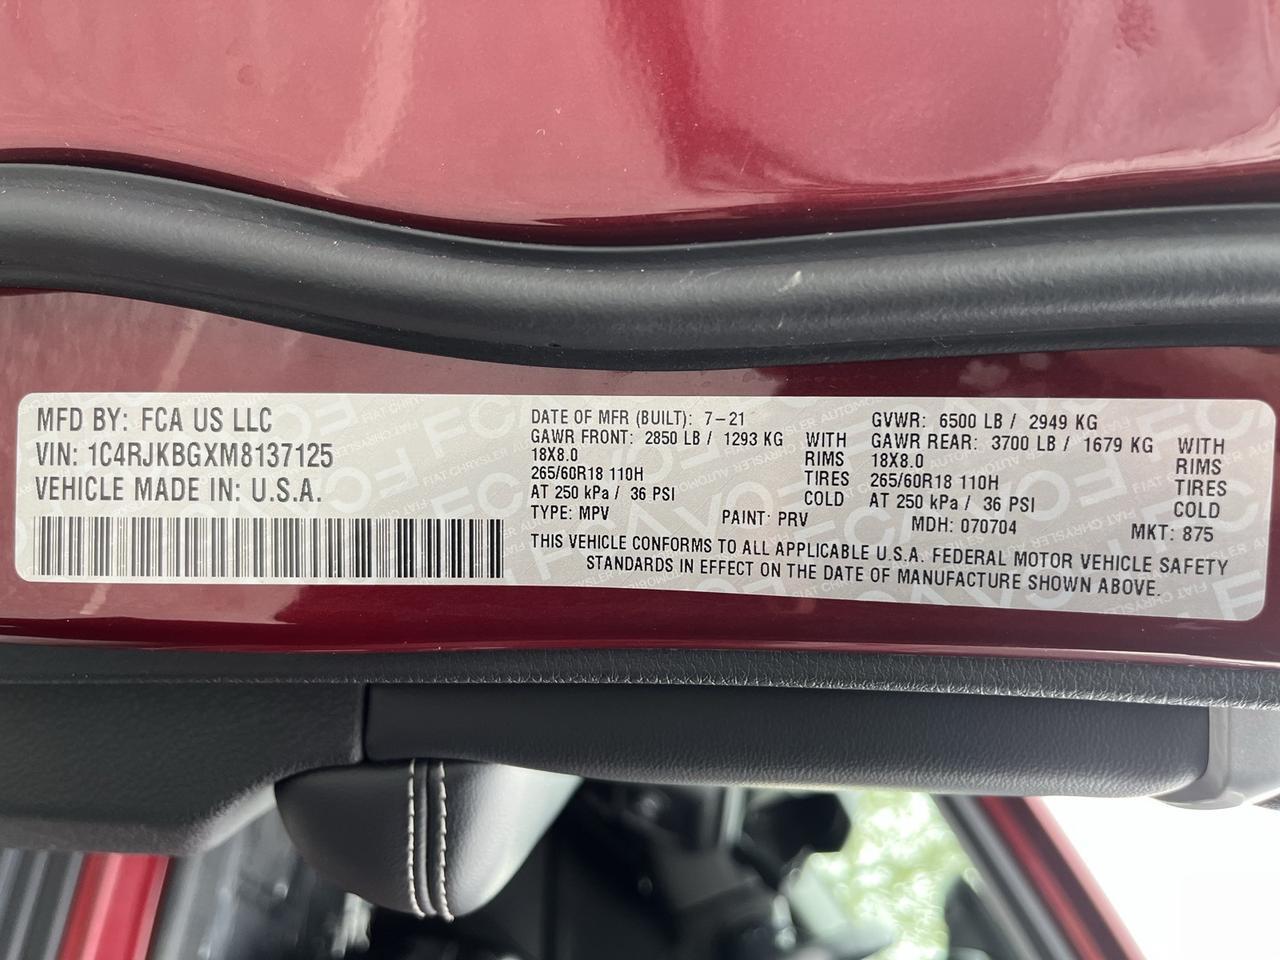 MFD BY: FCA US LLC
VIN: 1C4RJKBGXM8137125
VEHICLE MADE IN: U.S.A.
DATE OF MFR (BUILT): 7-21
GAWR FRONT: 2850 LB / 1293 KG WITH
18X8.0 RIMS
265/60R18 110H TIRES
AT 250 kPa / 36 PSI COLD
TYPE: MPV PAINT: PRV
GVWR: 6500 LB / 2949 KG
GAWR REAR: 3700 LB / 1679 KG WITH
18X8.0 RIMS
265/60R18 110H TIRES
AT 250 kPa / 36 PSI COLD
MDH: 070704 MKT: 875
THIS VEHICLE CONFORMS TO ALL APPLICABLE U.S.A. FEDERAL MOTOR VEHICLE SAFETY
STANDARDS IN EFFECT ON THE DATE OF MANUFACTURE SHOWN ABOVE.